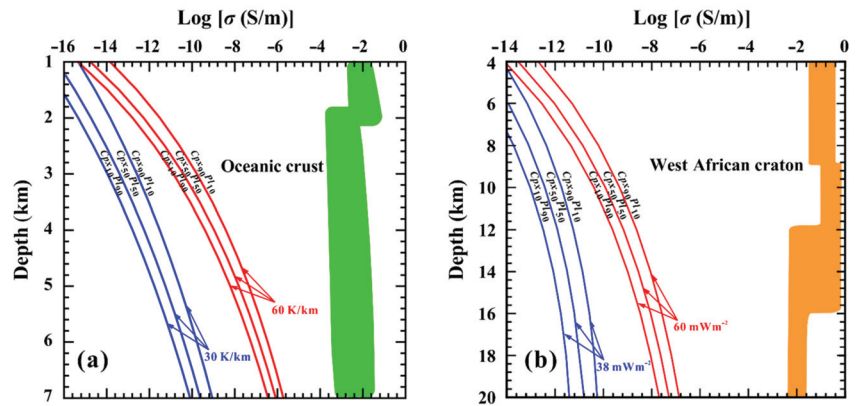 Log [σ (S/m)]
-16 -14 -12 -10 -8 -6 -4 -2 0
1
2
3
4
5
6
7
Depth (km)
Cpx10Pl90
Cpx50Pl50
Cpx90Pl10
Cpx10Pl90
Cpx50Pl50
Cpx90Pl10
Oceanic crust
60 K/km
30 K/km
(a)
Log [σ (S/m)]
-14 -12 -10 -8 -6 -4 -2 0
4
6
8
10
12
14
16
18
20
Depth (km)
Cpx10Pl90
Cpx50Pl50
Cpx90Pl10
Cpx10Pl90
Cpx50Pl50
Cpx90Pl10
West African craton
60 mWm-2
38 mWm-2
(b)